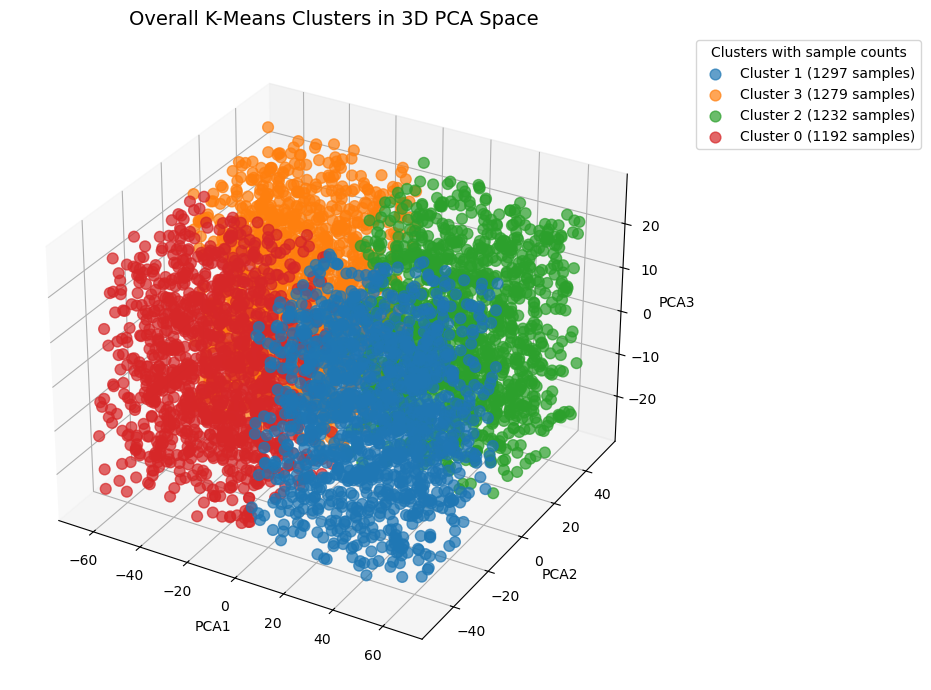 Overall K-Means Clusters in 3D PCA Space
Clusters with sample counts
Cluster 1 (1297 samples)
Cluster 3 (1279 samples)
Cluster 2 (1232 samples)
Cluster 0 (1192 samples)
20
10
0
−10
−20
PCA3
40
20
0
−20
−40
PCA2
−60
−40
−20
0
20
40
60
PCA1